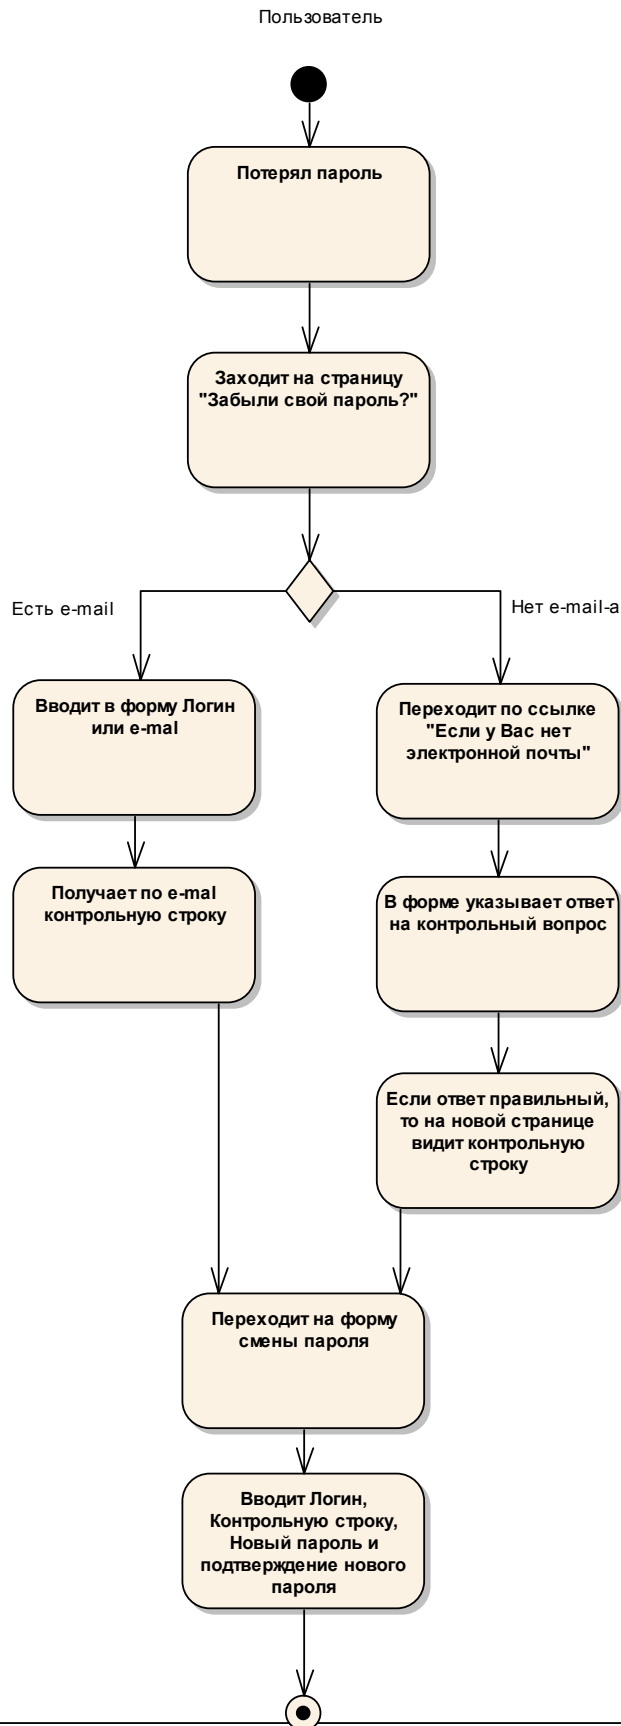 Пользователь
Потерял пароль
Заходит на страницу
"Забыли свой пароль?"
Есть e-mail
Нет e-mail-а
Вводит в форму Логин
или e-mal
Переходит по ссылке
"Если у Вас нет
электронной почты"
Получает по e-mal
контрольную строку
В форме указывает ответ
на контрольный вопрос
Если ответ правильный,
то на новой странице
видит контрольную
строку
Переходит на форму
смены пароля
Вводит Логин,
Контрольную строку,
Новый пароль и
подтверждение нового
пароля